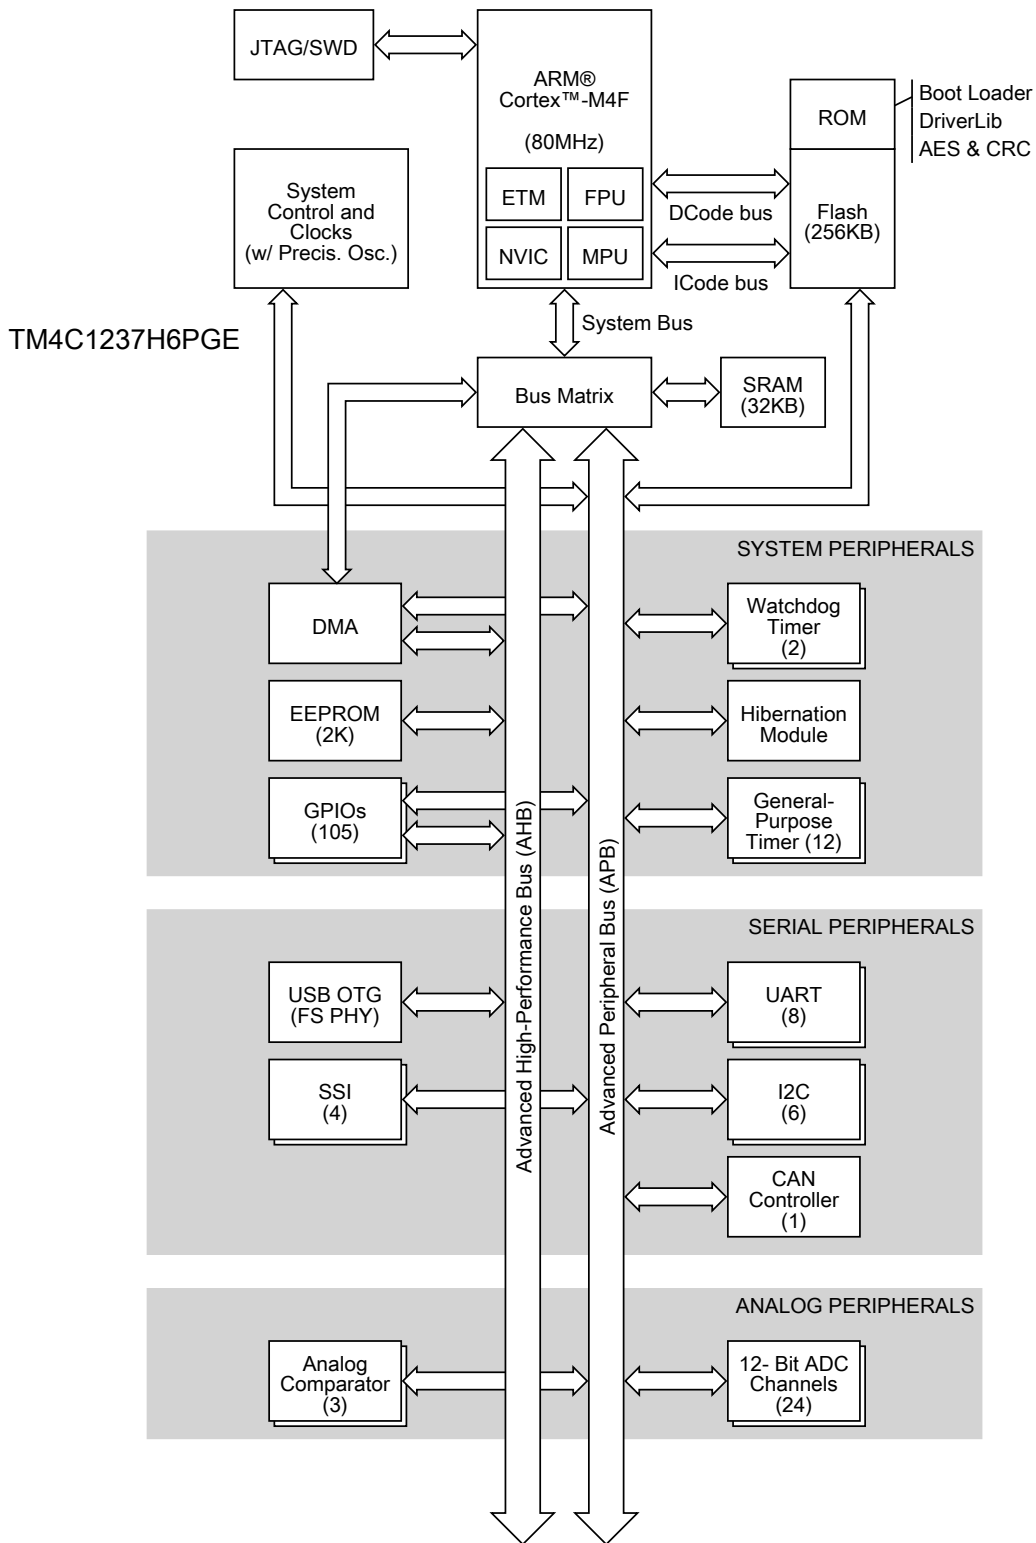 JTAG/SWD
ARM®
Cortex™-M4F
(80MHz)
ETM
FPU
NVIC
MPU
ROM
Boot Loader
DriverLib
AES & CRC
Flash
(256KB)
DCode bus
ICode bus
System
Control and
Clocks
(w/ Precis. Osc.)
System Bus
TM4C1237H6PGE
Bus Matrix
SRAM
(32KB)
SYSTEM PERIPHERALS
DMA
Watchdog
Timer
(2)
EEPROM
(2K)
Hibernation
Module
GPIOs
(105)
General-
Purpose
Timer (12)
Advanced High-Performance Bus (AHB)
Advanced Peripheral Bus (APB)
SERIAL PERIPHERALS
USB OTG
(FS PHY)
UART
(8)
SSI
(4)
I2C
(6)
CAN
Controller
(1)
ANALOG PERIPHERALS
Analog
Comparator
(3)
12- Bit ADC
Channels
(24)